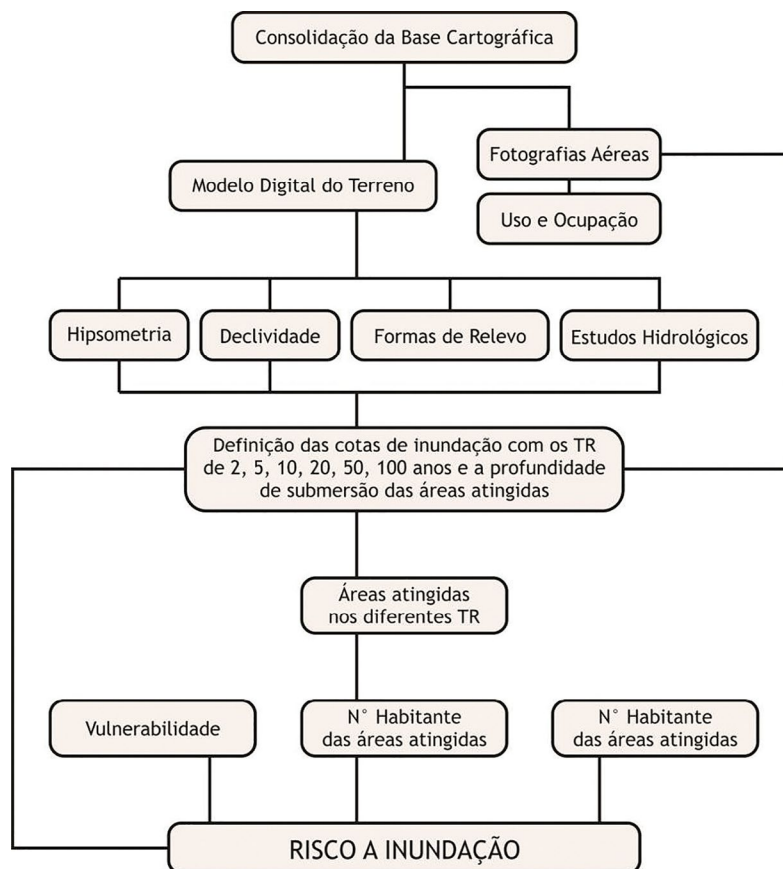 Consolidação da Base Cartográfica
Fotografias Aéreas
Modelo Digital do Terreno
Uso e Ocupação
Hipsometria
Declividade
Formas de Relevo
Estudos Hidrológicos
Definição das cotas de inundação com os TR
de 2, 5, 10, 20, 50, 100 anos e a profundidade
de submersão das áreas atingidas
Áreas atingidas
nos diferentes TR
Vulnerabilidade
N° Habitante
das áreas atingidas
N° Habitante
das áreas atingidas
RISCO A INUNDAÇÃO